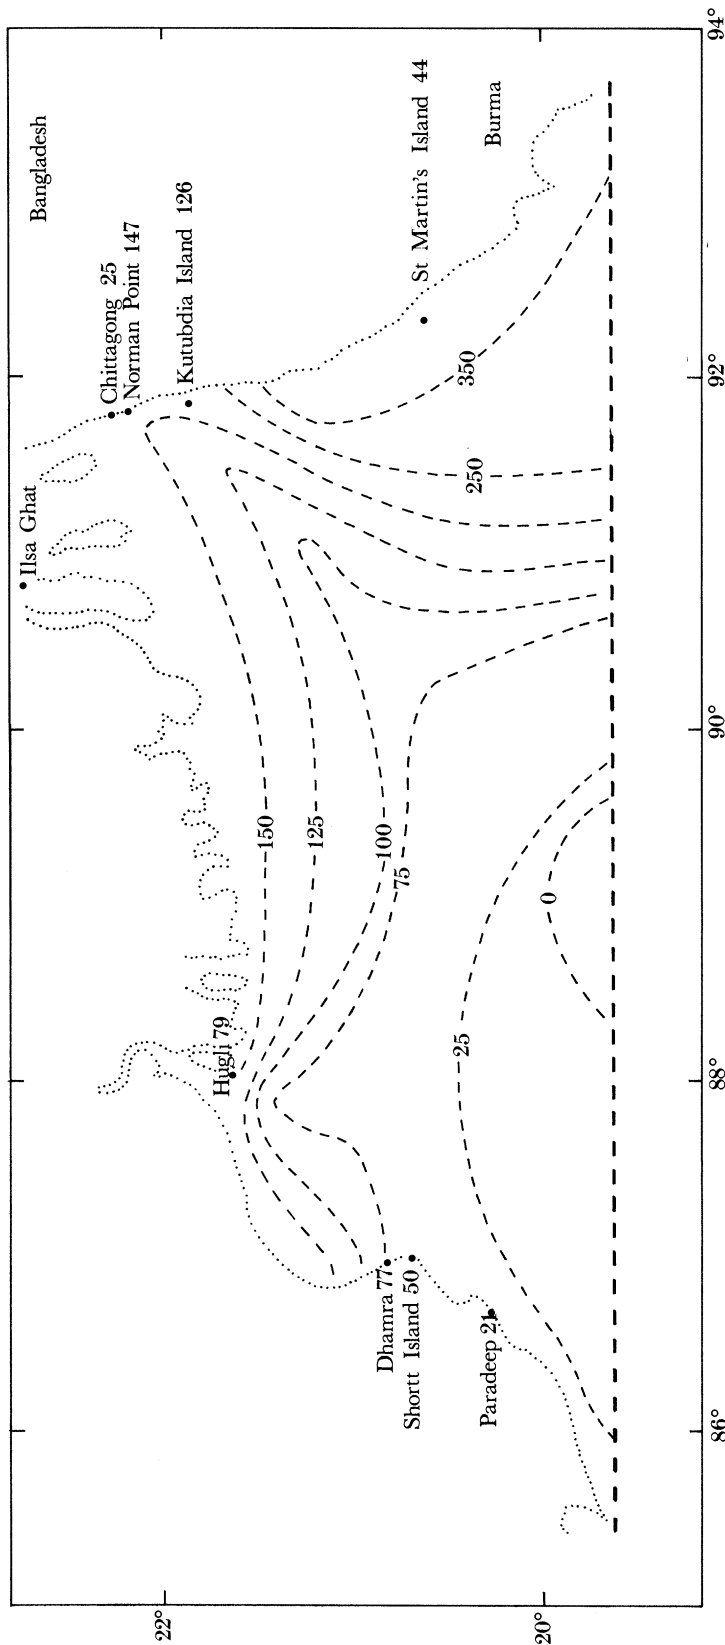 Bangladesh
Ilsa Ghat
Chittagong 25
Norman Point 147
Kutubdia Island 126
St Martin's Island 44
Burma
Hugli 79
Dhamra 77
Shortt Island 50
Paradeep 21
150
125
100
75
25
0
250
350
22°
20°
86°
88°
90°
92°
94°